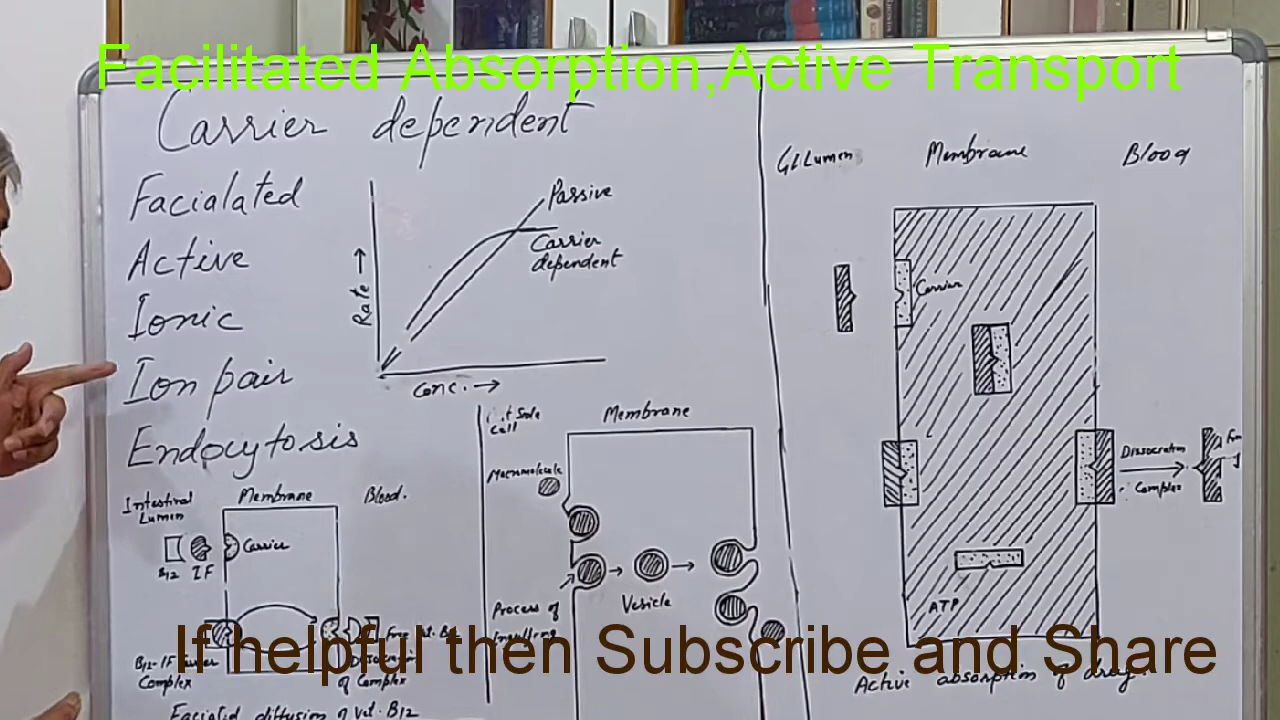 Facilitated Absorption,Active Transport
Carrier dependent
Facialated
Active
Ionic
Ion pair
Endocytosis
Passive
Carrier
dependent
Rate →
Conc. →
Intestinal
Lumen
Membrane
Blood.
B12
IF
Carrier
B12-IF
Complex
of Complex
Faciated diffusion of Vit. B12
Cell
Membrane
Macromolecule
Process of
Vesicle
GI Lumen
Membrane
Blood
Carrier
Dissociation
Complex
ATP
Active absorption of drug.
If helpful then Subscribe and Share